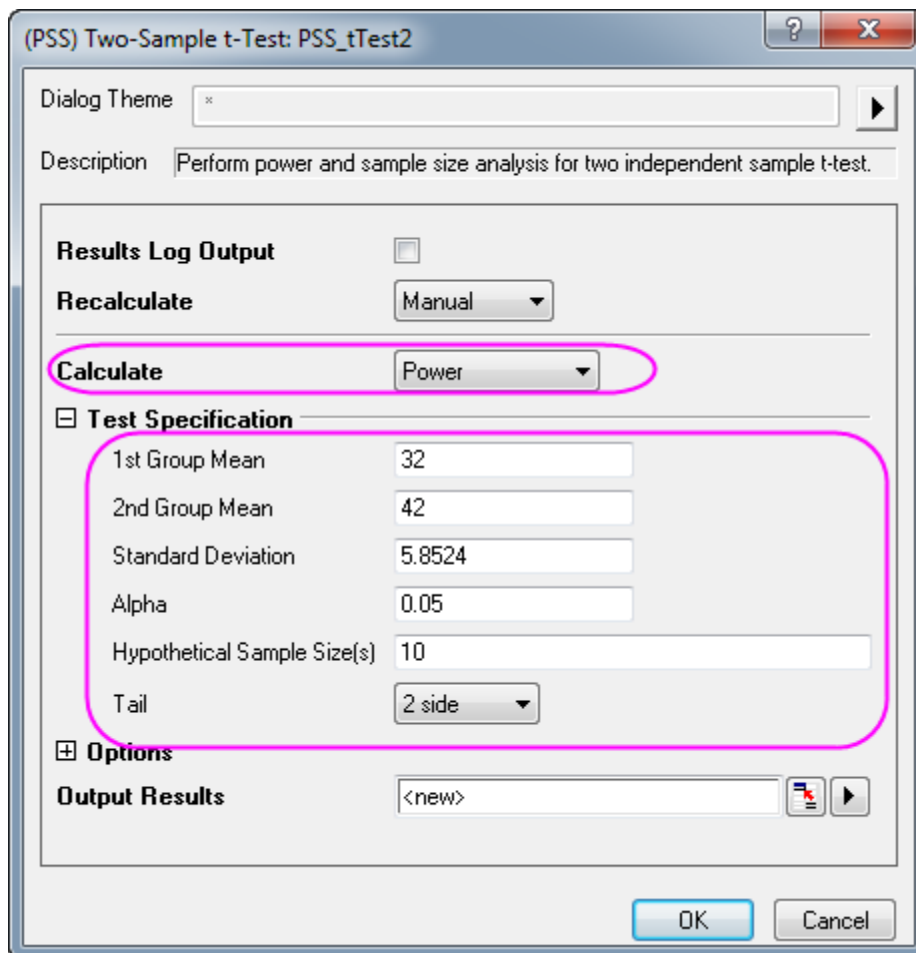 (PSS) Two-Sample t-Test: PSS_tTest2
Dialog Theme *
Description Perform power and sample size analysis for two independent sample t-test.
Results Log Output
Recalculate Manual
Calculate Power
Test Specification
1st Group Mean 32
2nd Group Mean 42
Standard Deviation 5.8524
Alpha 0.05
Hypothetical Sample Size(s) 10
Tail 2 side
Options
Output Results <new>
OK Cancel